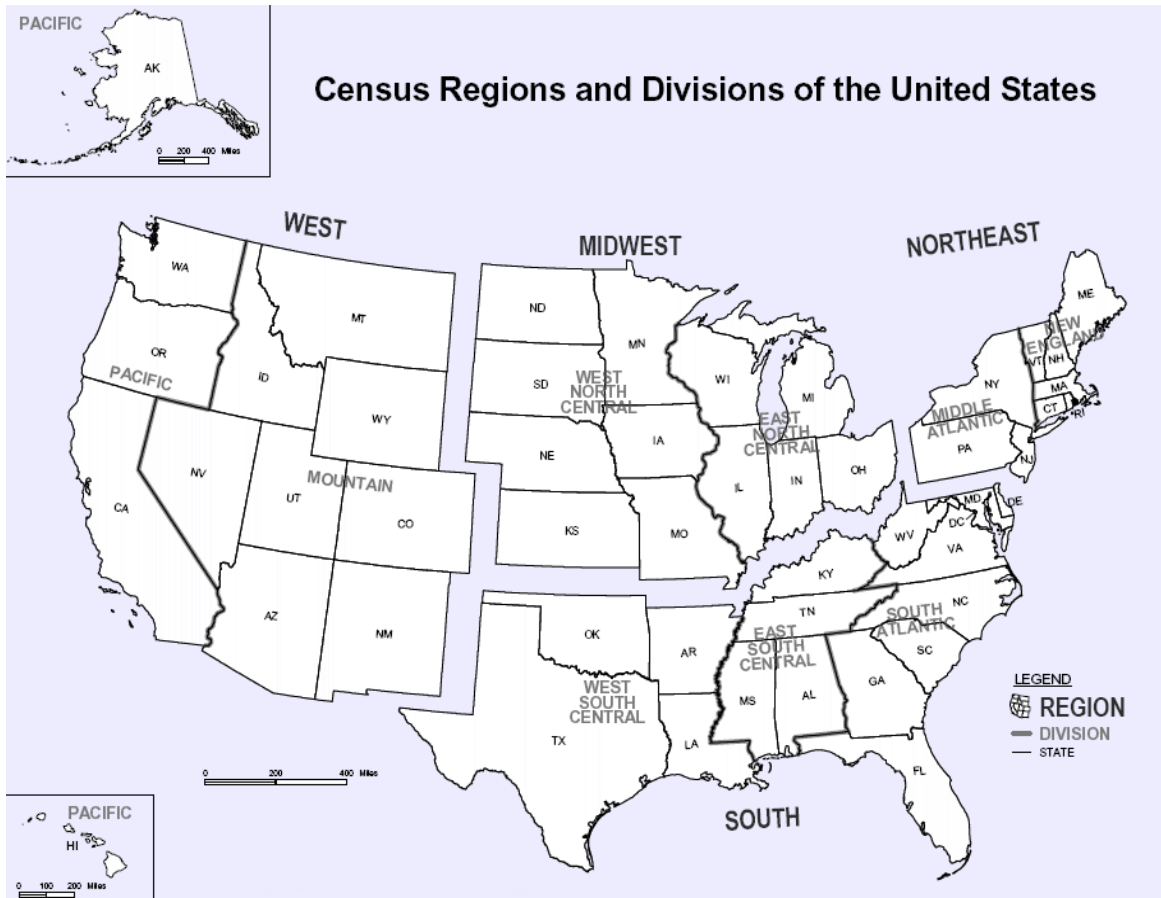 PACIFIC
AK
0 200 400 Miles
Census Regions and Divisions of the United States
WEST
MIDWEST
NORTHEAST
WA
MT
ND
MN
ME
OR
PACIFIC
ID
WY
SD
WEST
NORTH
CENTRAL
WI
MI
NEW
ENGLAND
VT
NH
NY
MA
CT
RI
MIDDLE
ATLANTIC
PA
NJ
IA
NE
EAST
NORTH
CENTRAL
IL
IN
OH
NV
UT
MOUNTAIN
CO
CA
KS
MO
WV
MD
DE
DC
VA
KY
AZ
NM
OK
AR
TN
NC
EAST
SOUTH
CENTRAL
SOUTH
ATLANTIC
SC
WEST
SOUTH
CENTRAL
MS
AL
GA
TX
LA
FL
LEGEND
REGION
DIVISION
STATE
0 200 400 Miles
SOUTH
PACIFIC
HI
0 100 200 Miles